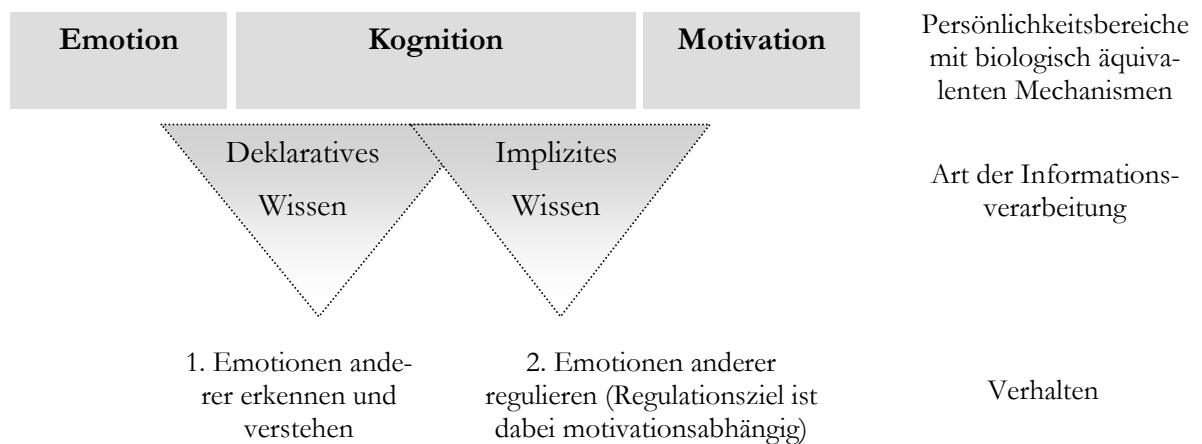 Emotion
Kognition
Motivation
Persönlichkeitsbereiche
mit biologisch äquiva-
lenten Mechanismen
Deklaratives
Wissen
Implizites
Wissen
Art der Informations-
verarbeitung
1. Emotionen ande-
rer erkennen und
verstehen
2. Emotionen anderer
regulieren (Regulationsziel ist
dabei motivationsabhängig)
Verhalten